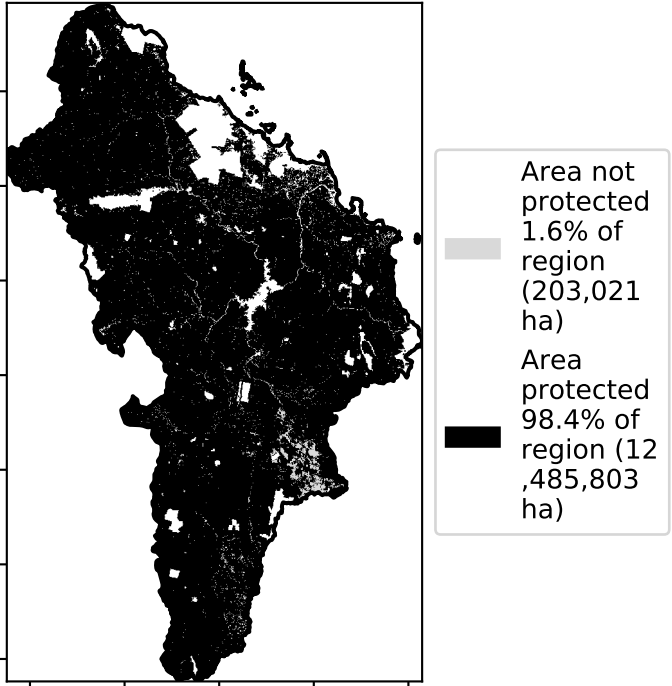 Area not
protected
1.6% of
region
(203,021
ha)
Area
protected
98.4% of
region (12
,485,803
ha)